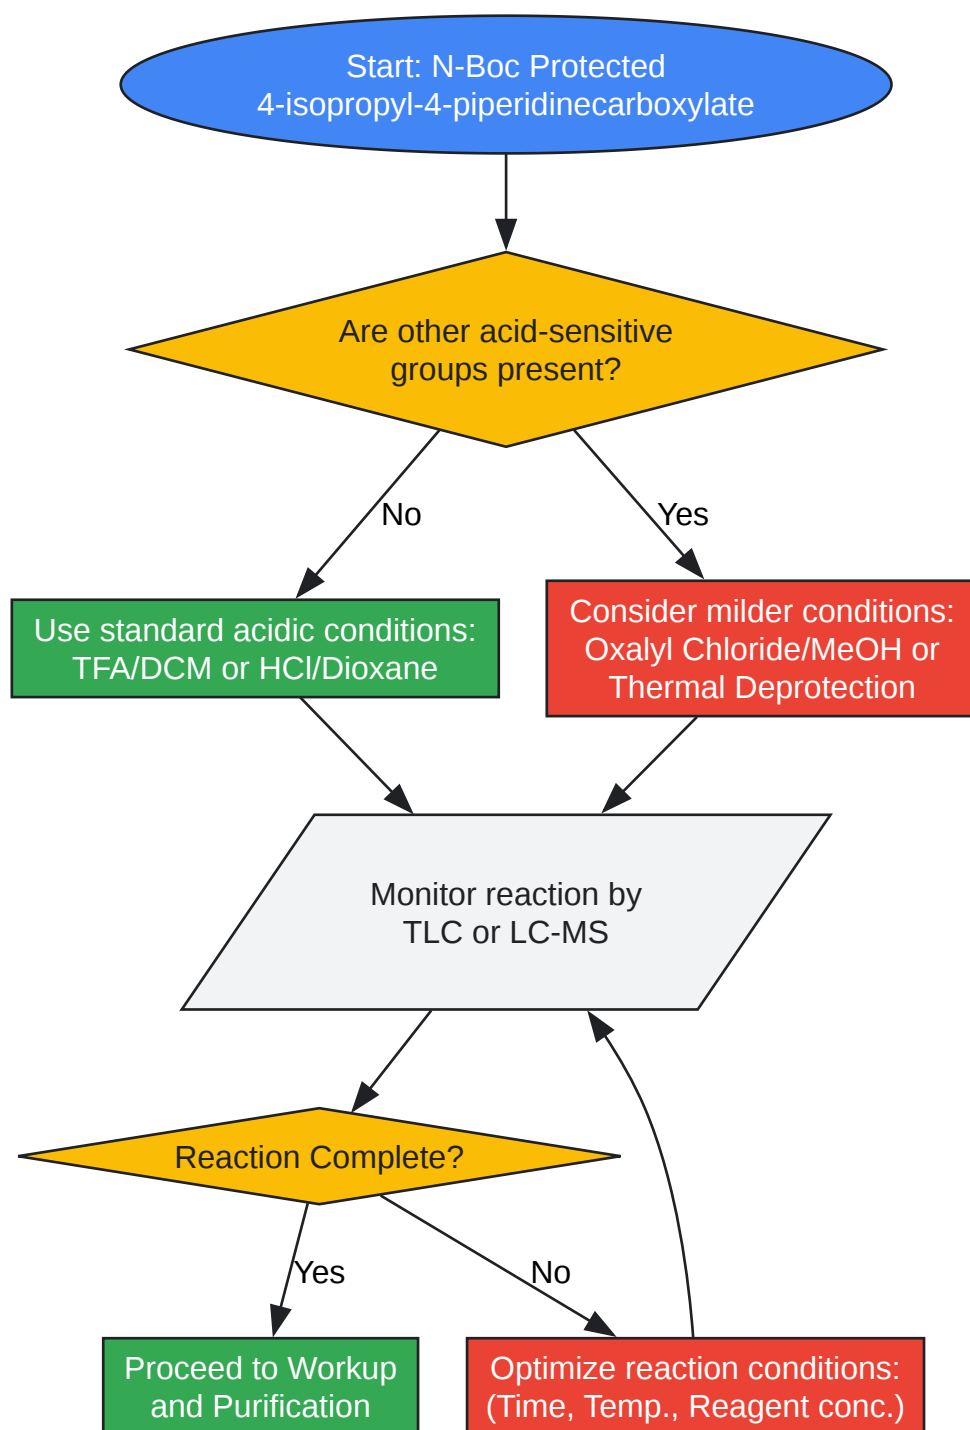 Start: N-Boc Protected
4-isopropyl-4-piperidinecarboxylate
Are other acid-sensitive
groups present?
No
Yes
Use standard acidic conditions:
TFA/DCM or HCl/Dioxane
Consider milder conditions:
Oxalyl Chloride/MeOH or
Thermal Deprotection
Monitor reaction by
TLC or LC-MS
Reaction Complete?
Yes
No
Proceed to Workup
and Purification
Optimize reaction conditions:
(Time, Temp., Reagent conc.)